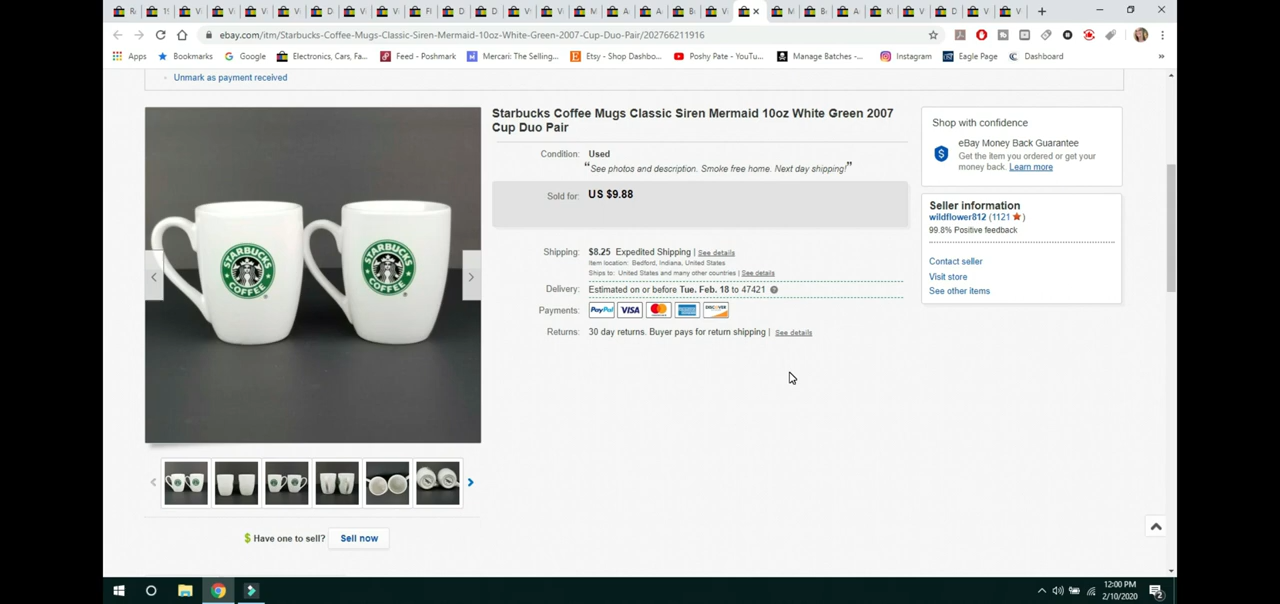 ebay.com/itm/Starbucks-Coffee-Mugs-Classic-Siren-Mermaid-10oz-White-Green-2007-Cup-Duo-Pair/202766211916
Apps Bookmarks Google Electronics, Cars, Fa... Feed - Poshmark Mercari: The Selling... Etsy - Shop Dashbo... Poshy Pate - YouTu... Manage Batches -... Instagram Eagle Page Dashboard
Unmark as payment received
Starbucks Coffee Mugs Classic Siren Mermaid 10oz White Green 2007
Cup Duo Pair
Condition: Used
"See photos and description. Smoke free home. Next day shipping!"
Sold for: US $9.88
Shipping: $8.25 Expedited Shipping | See details
Item location: Bedford, Indiana, United States
Ships to: United States and many other countries | See details
Delivery: Estimated on or before Tue. Feb. 18 to 47421
Payments: PayPal VISA DISCOVER
Returns: 30 day returns. Buyer pays for return shipping | See details
Shop with confidence
eBay Money Back Guarantee
Get the item you ordered or get your
money back. Learn more
Seller information
wildflower812 (1121)
99.8% Positive feedback
Contact seller
Visit store
See other items
STARBUCKS COFFEE
STARBUCKS COFFEE
$ Have one to sell? Sell now
12:00 PM
2/10/2020
2